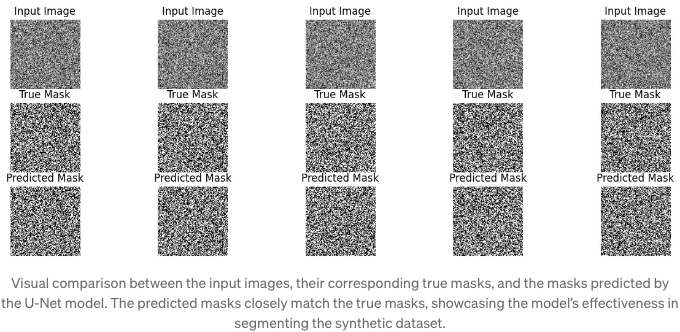 Input Image Input Image Input Image Input Image Input Image
True Mask True Mask True Mask True Mask True Mask
Predicted Mask Predicted Mask Predicted Mask Predicted Mask Predicted Mask
Visual comparison between the input images, their corresponding true masks, and the masks predicted by
the U-Net model. The predicted masks closely match the true masks, showcasing the model’s effectiveness in
segmenting the synthetic dataset.